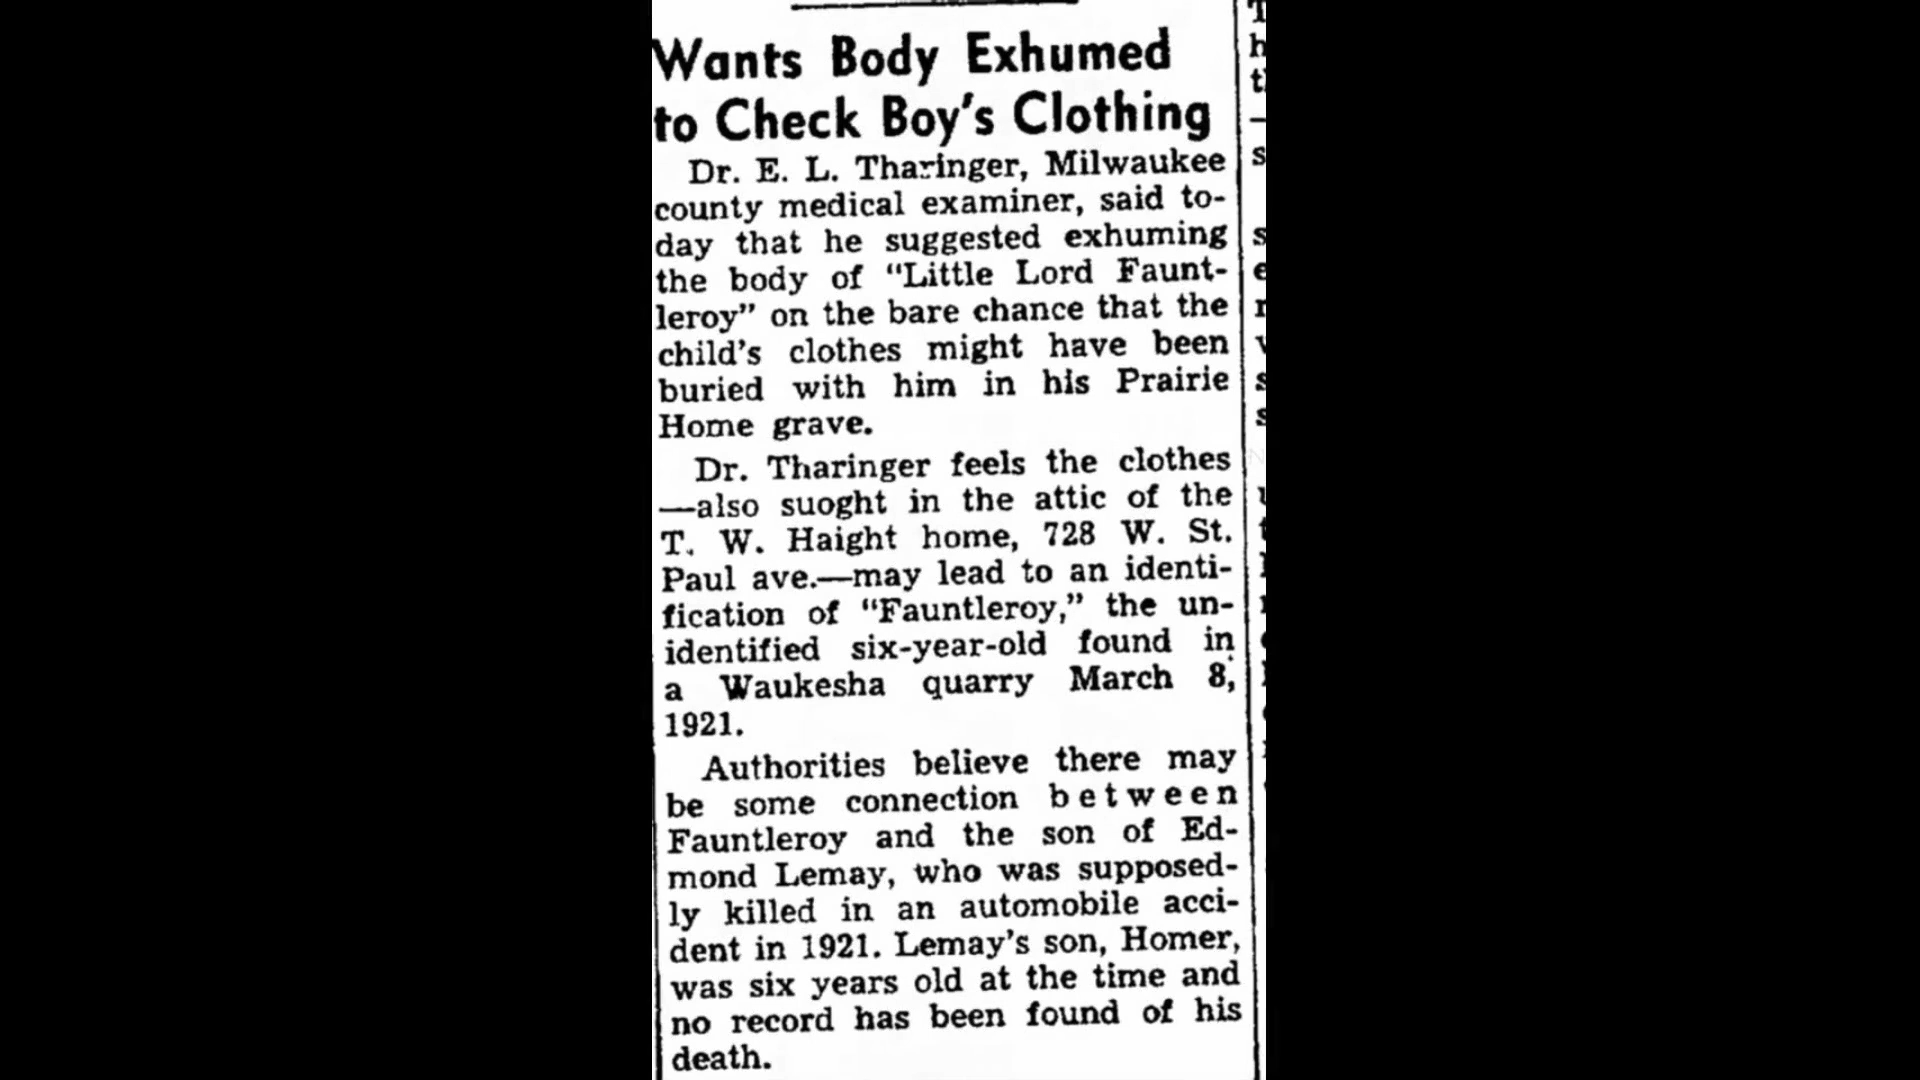 Wants Body Exhumed
to Check Boy's Clothing
Dr. E. L. Tharinger, Milwaukee
county medical examiner, said to-
day that he suggested exhuming
the body of "Little Lord Faunt-
leroy" on the bare chance that the
child's clothes might have been
buried with him in his Prairie
Home grave.
Dr. Tharinger feels the clothes
—also suoght in the attic of the
T. W. Haight home, 728 W. St.
Paul ave.—may lead to an identi-
fication of "Fauntleroy," the un-
identified six-year-old found in
a Waukesha quarry March 8,
1921.
Authorities believe there may
be some connection between
Fauntleroy and the son of Ed-
mond Lemay, who was supposed-
ly killed in an automobile acci-
dent in 1921. Lemay's son, Homer,
was six years old at the time and
no record has been found of his
death.